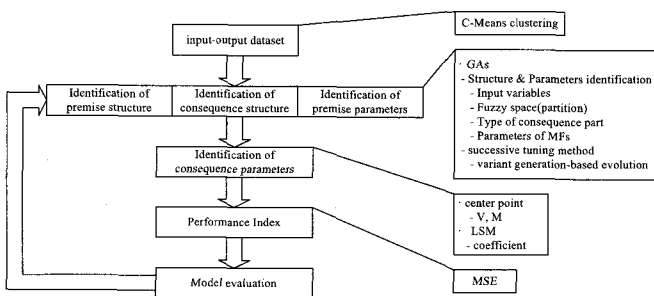 C-Means clustering
input-output dataset
· GAs
- Structure & Parameters identification
- Input variables
- Fuzzy space(partition)
- Type of consequence part
- Parameters of MFs
- successive tuning method
- variant generation-based evolution
Identification of
premise structure
Identification of
consequence structure
Identification of
premise parameters
Identification of
consequence parameters
· center point
- V, M
· LSM
- coefficient
Performance Index
MSE
Model evaluation